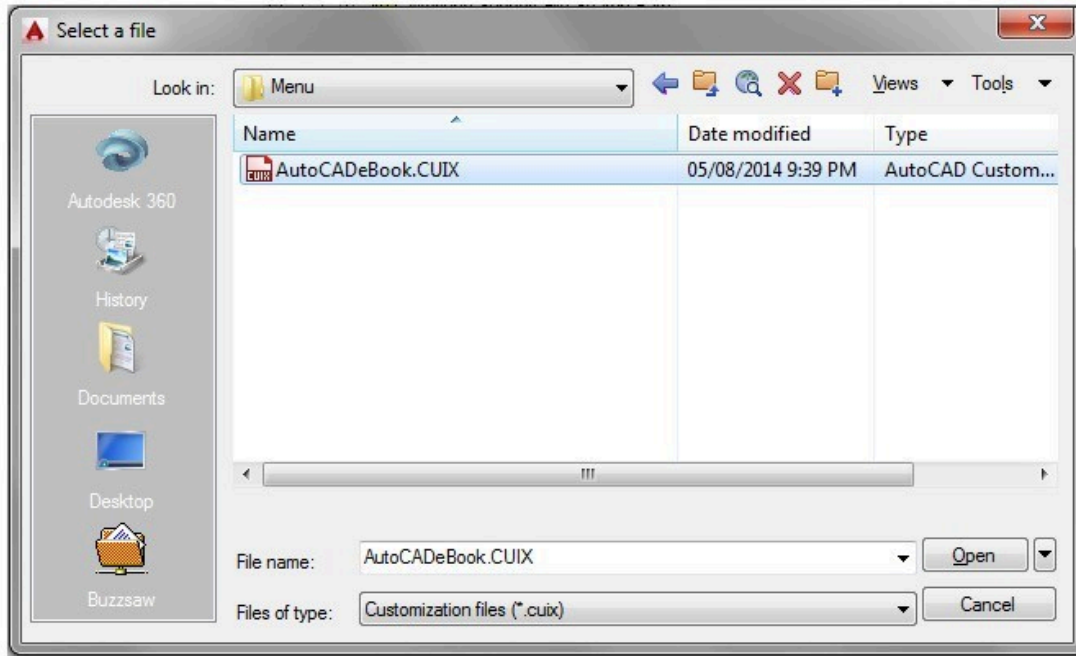 Select a file
Look in: Menu Views Tools
Name Date modified Type
AutoCADeBook.CUIX 05/08/2014 9:39 PM AutoCAD Custom...
Autodesk 360
History
Documents
Desktop
Buzzsaw
File name: AutoCADeBook.CUIX Open
Files of type: Customization files (*.cuix) Cancel